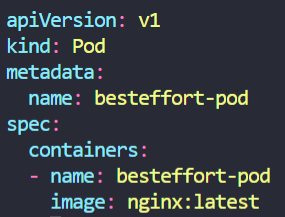 apiVersion: v1
kind: Pod
metadata:
  name: besteffort-pod
spec:
  containers:
  - name: besteffort-pod
    image: nginx:latest